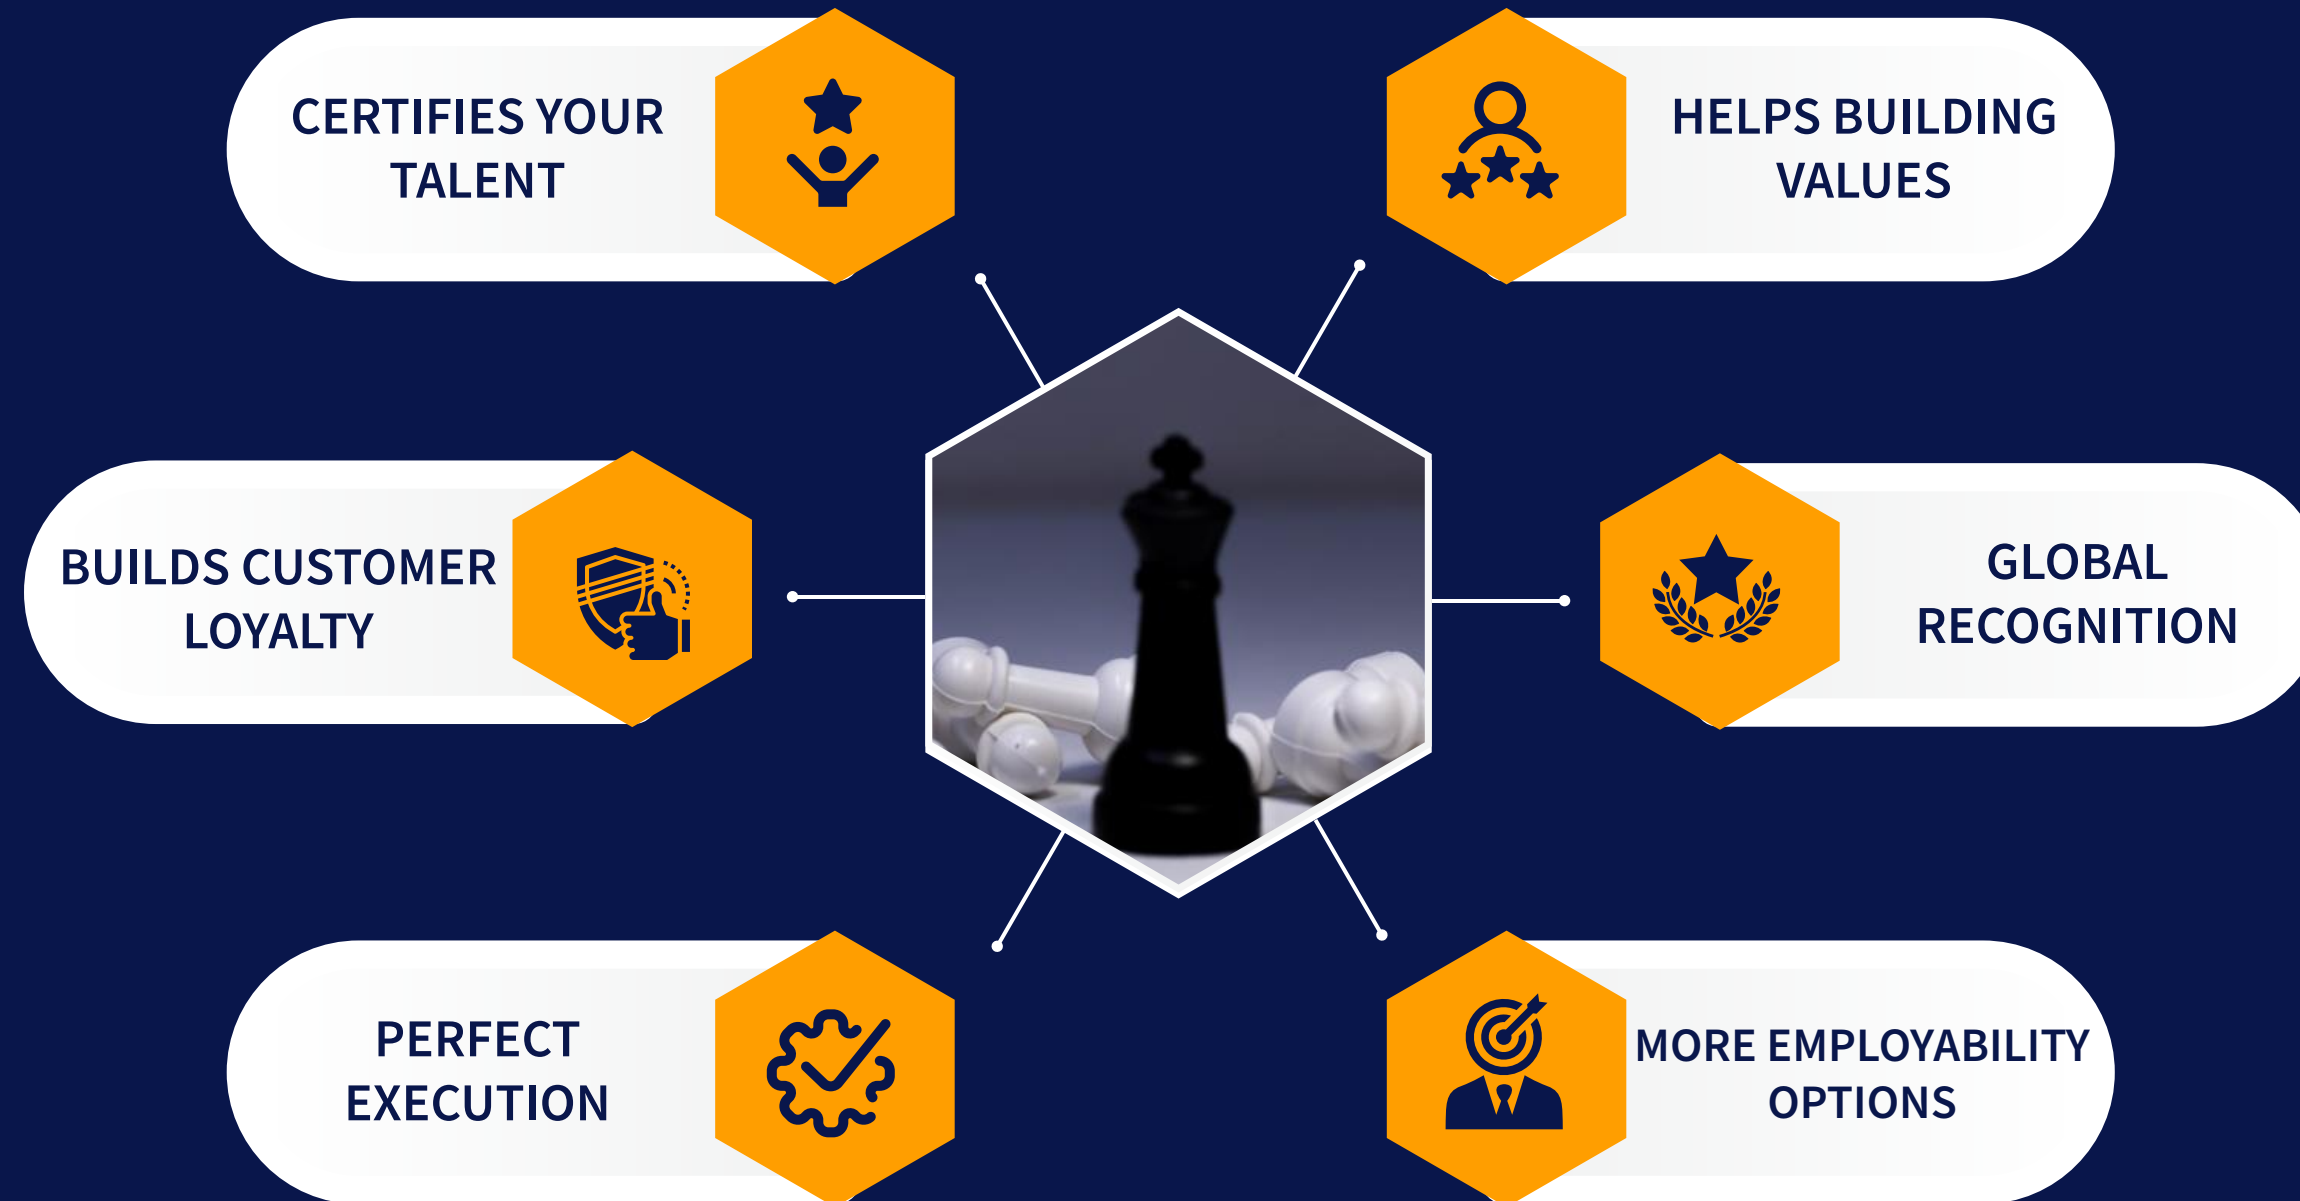 CERTIFIES YOUR
TALENT
HELPS BUILDING
VALUES
BUILDS CUSTOMER
LOYALTY
GLOBAL
RECOGNITION
PERFECT
EXECUTION
MORE EMPLOYABILITY
OPTIONS